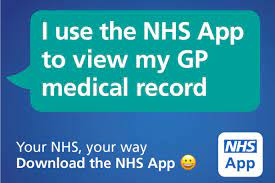 I use the NHS App
to view my GP
medical record
Your NHS, your way
Download the NHS App 😀
NHS
App